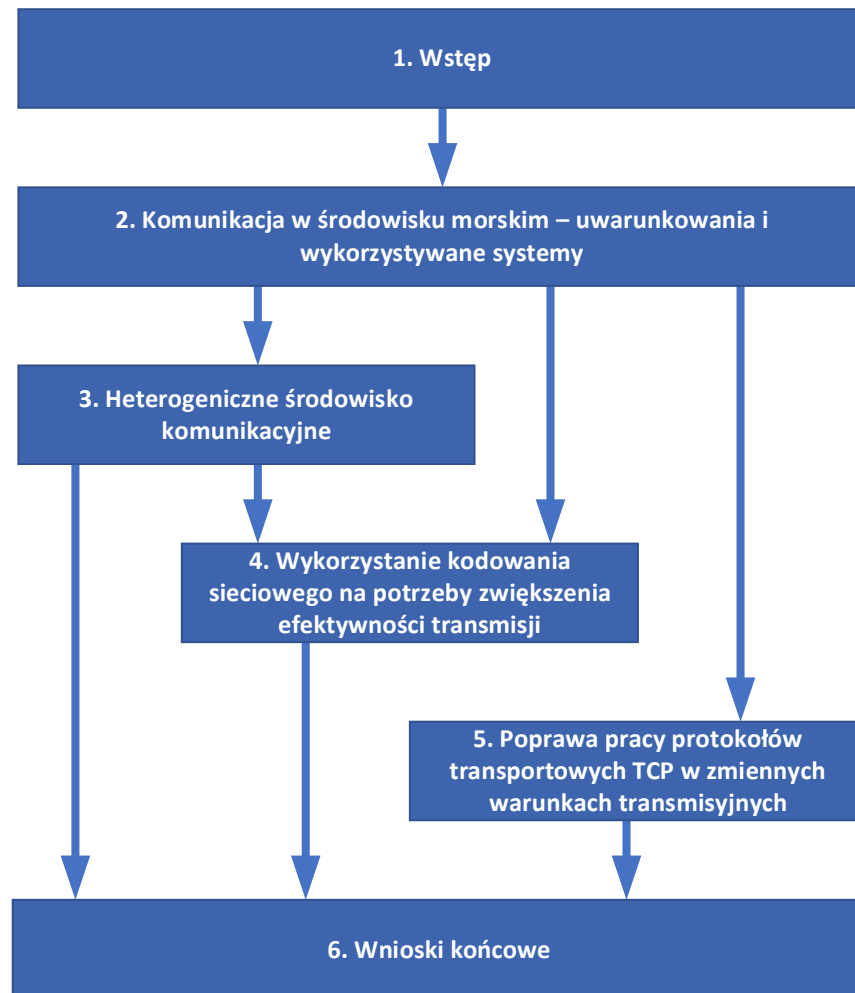 1. Wstęp
2. Komunikacja w środowisku morskim – uwarunkowania i
wykorzystywane systemy
3. Heterogeniczne środowisko
komunikacyjne
4. Wykorzystanie kodowania
sieciowego na potrzeby zwiększenia
efektywności transmisji
5. Poprawa pracy protokołów
transportowych TCP w zmiennych
warunkach transmisyjnych
6. Wnioski końcowe